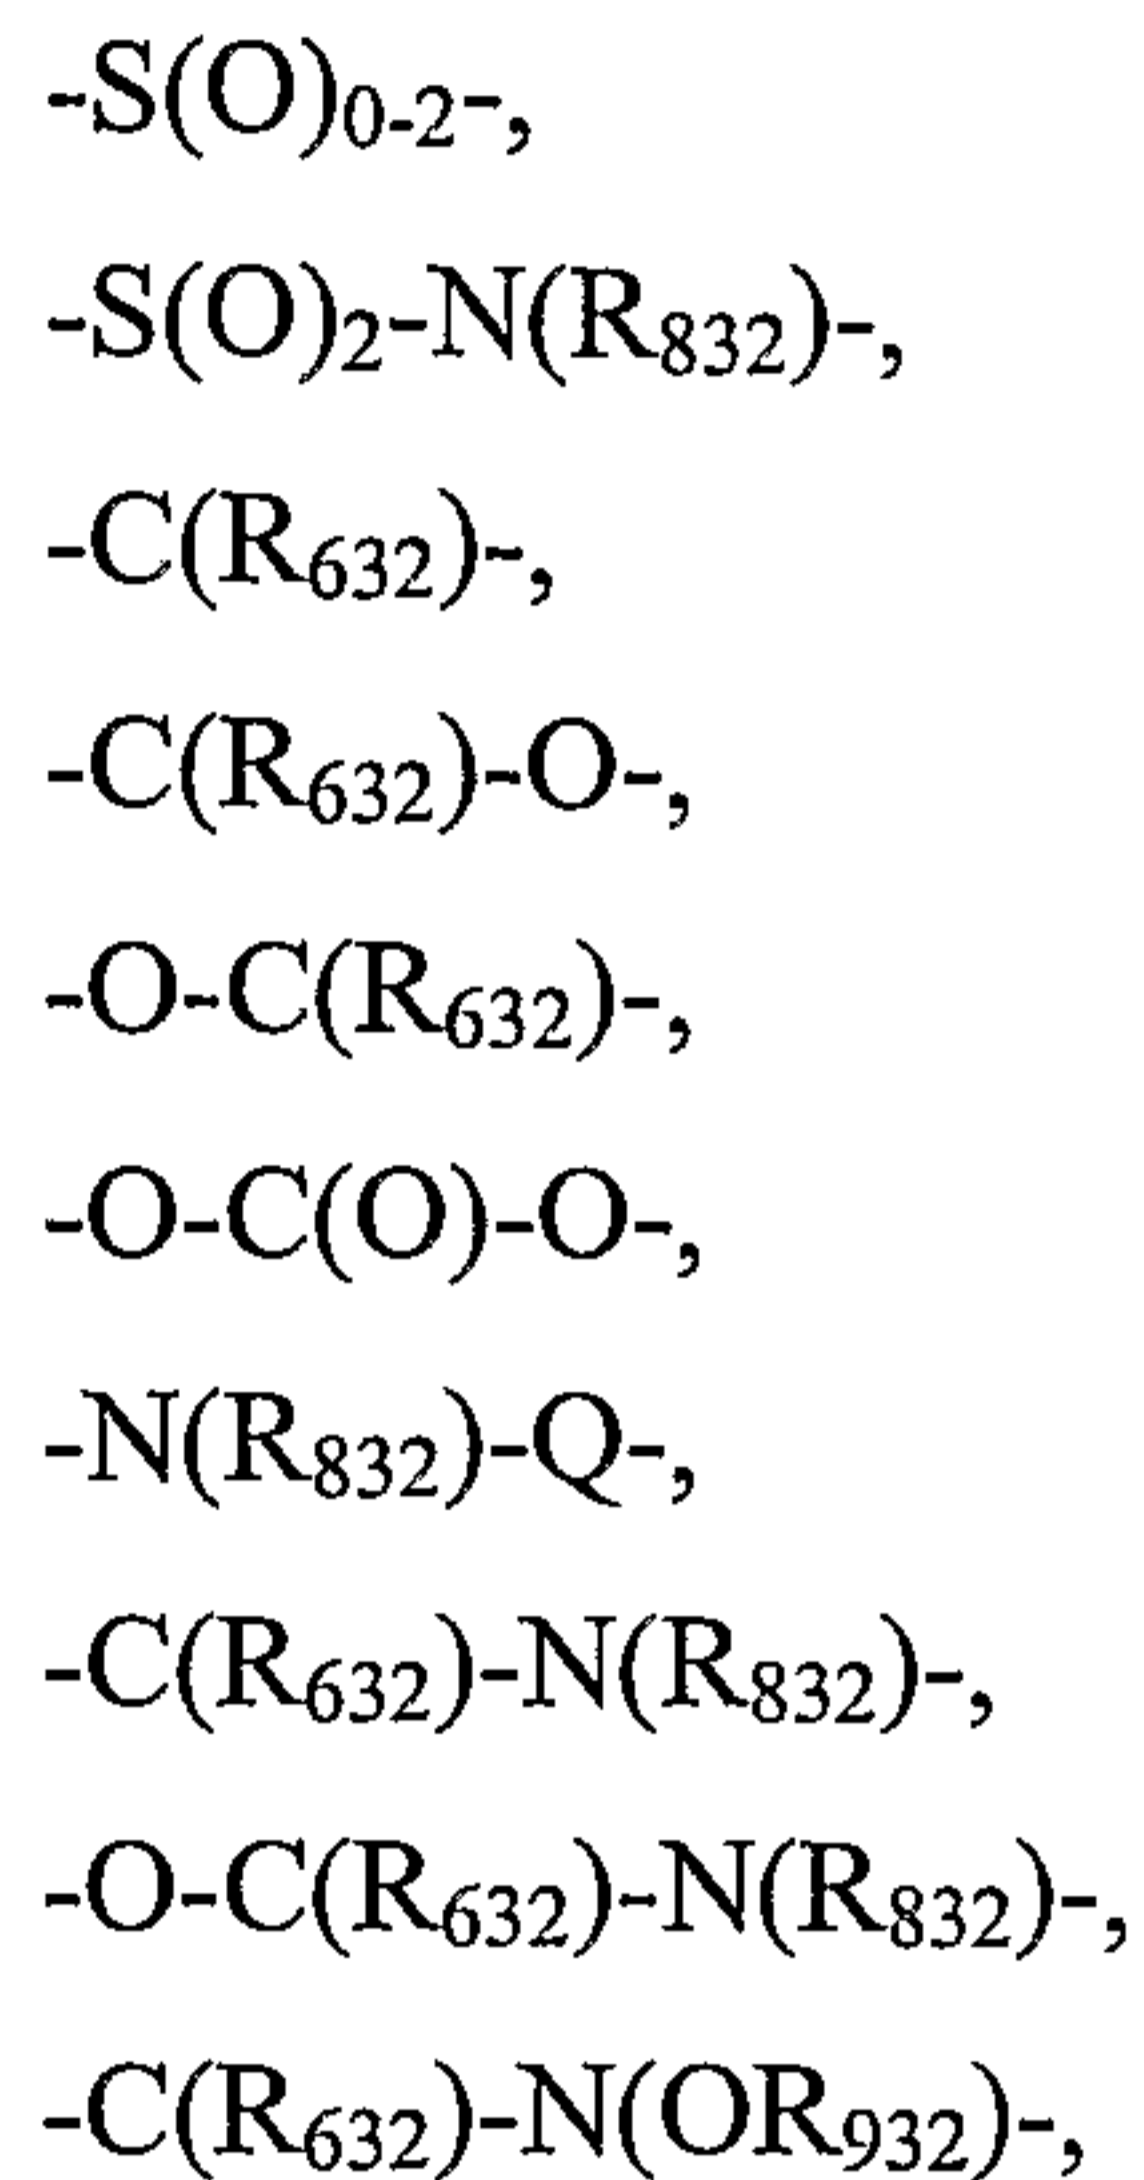 -S(O)₀₋₂-,
-S(O)₂-N(R₈₃₂)-,
-C(R₆₃₂)-,
-C(R₆₃₂)-O-,
-O-C(R₆₃₂)-,
-O-C(O)-O-,
-N(R₈₃₂)-Q-,
-C(R₆₃₂)-N(R₈₃₂)-,
-O-C(R₆₃₂)-N(R₈₃₂)-,
-C(R₆₃₂)-N(OR₉₃₂)-,